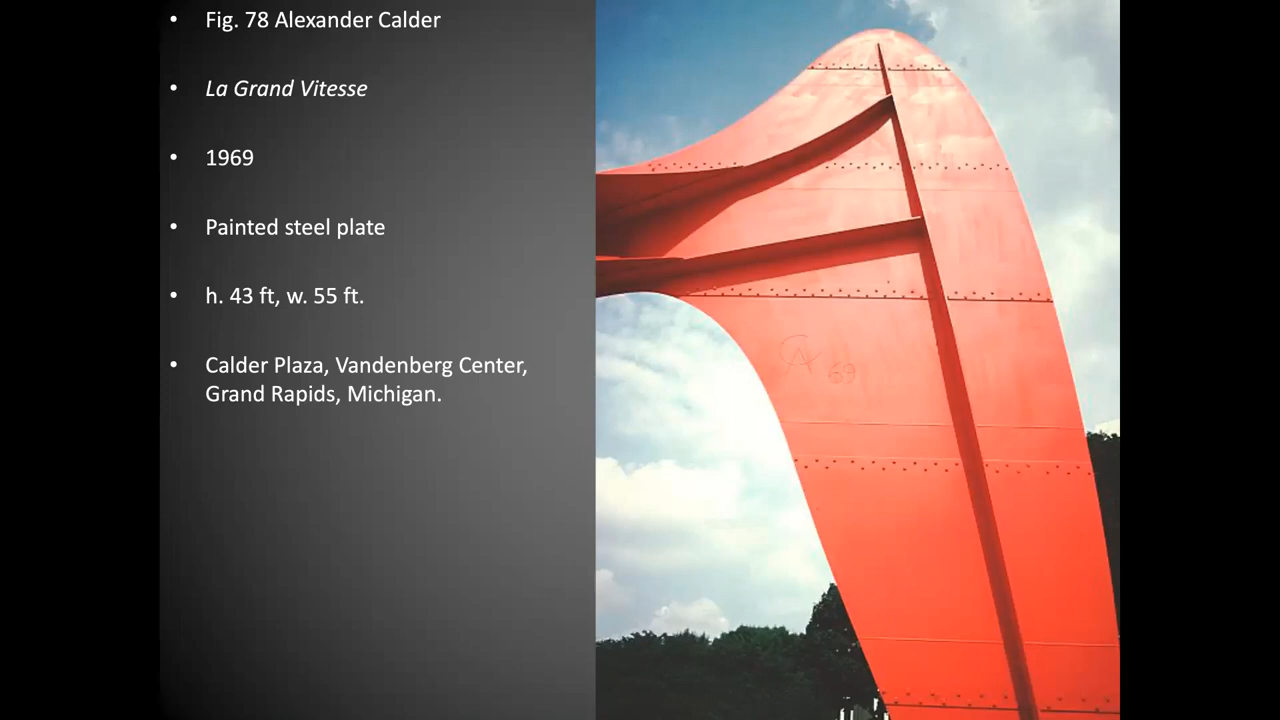 • Fig. 78 Alexander Calder
• La Grand Vitesse
• 1969
• Painted steel plate
• h. 43 ft, w. 55 ft.
• Calder Plaza, Vandenberg Center,
Grand Rapids, Michigan.
CA
69